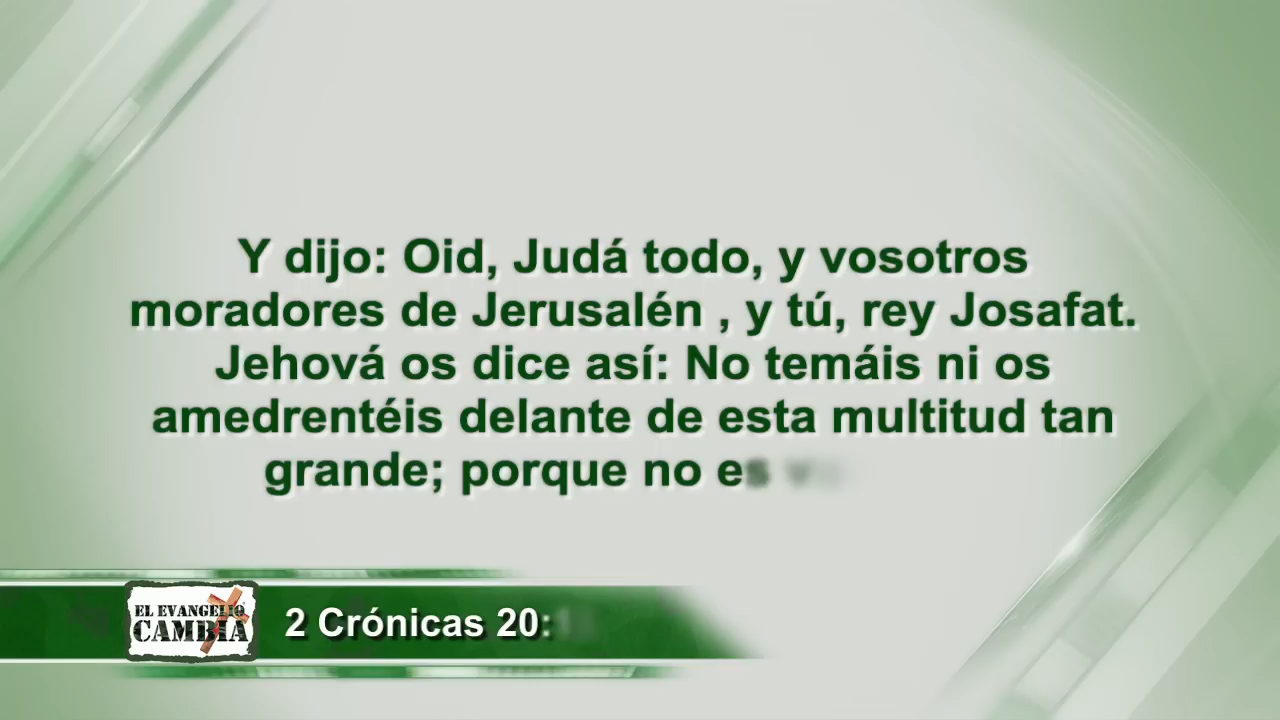 Y dijo: Oid, Judá todo, y vosotros
moradores de Jerusalén , y tú, rey Josafat.
Jehová os dice así: No temáis ni os
amedrentéis delante de esta multitud tan
grande; porque no es
EL EVANGELIO
CAMBIA
2 Crónicas 20: